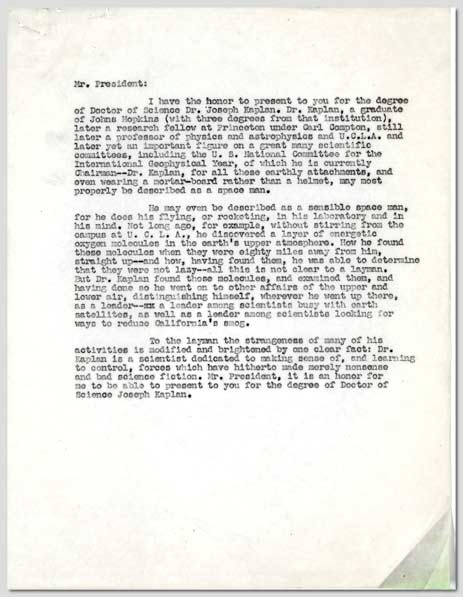 Mr. President:
I have the honor to present to you for the degree
of Doctor of Science Dr. Joseph Kaplan. Dr. Kaplan, a graduate
of Johns Hopkins (with three degrees from that institution),
later a research fellow at Princeton under Carl Compton, still
later a professor of physics and astrophysics and U.C.L.A. and
later yet an important figure on a great many scientific
committees, including the U. S. National Committee for the
International Geophysical Year, of which he is currently
Chairman--Dr. Kaplan, for all these earthly attachments, and
even wearing a mortar-board rather than a helmet, may most
properly be described as a space man.
He may even be described as a sensible space man,
for he does his flying, or rocketing, in his laboratory and in
his mind. Not long ago, for example, without stirring from the
campus at U. C. L. A., he discovered a layer of energetic
oxygen molecules in the earth's upper atmosphere. How he found
these molecules when they were eighty miles away from him,
straight up--and how, having found them, he was able to determine
that they were not lazy--all this is not clear to a layman.
But Dr. Kaplan found those molecules, and examined them, and
having done so he went on to other affairs of the upper and
lower air, distinguishing himself, wherever he went up there,
as a leader--xx a leader among scientists busy with earth
satellites, as well as a leader among scientists looking for
ways to reduce California's smog.
To the layman the strangeness of many of his
activities is modified and brightened by one clear fact: Dr.
Kaplan is a scientist dedicated to making sense of, and learning
to control, forces which have hitherto made merely nonsense
and bad science fiction. Mr. President, it is an honor for
me to be able to present to you for the degree of Doctor of
Science Joseph Kaplan.